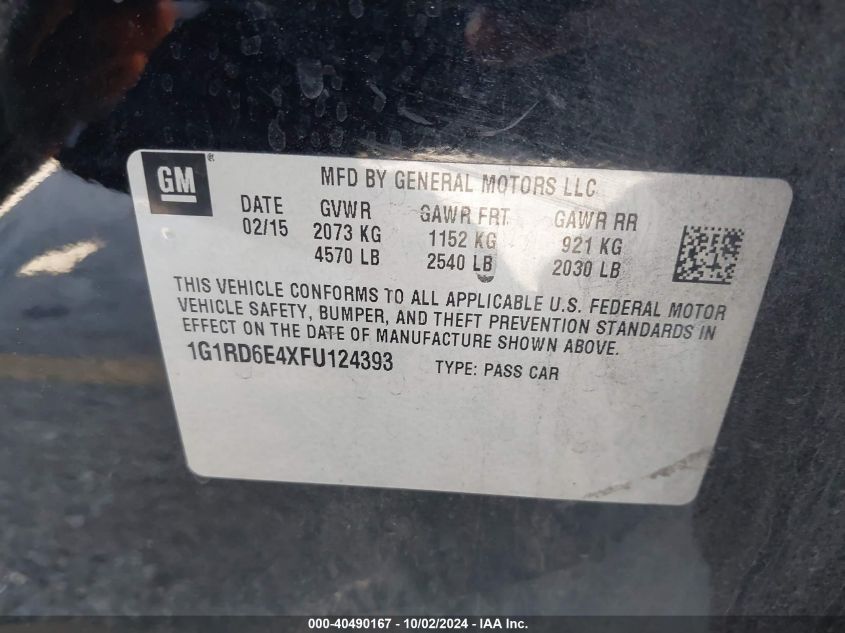 GM ®
MFD BY GENERAL MOTORS LLC
DATE GVWR GAWR FRT GAWR RR
02/15 2073 KG 1152 KG 921 KG
4570 LB 2540 LB 2030 LB
THIS VEHICLE CONFORMS TO ALL APPLICABLE U.S. FEDERAL MOTOR
VEHICLE SAFETY, BUMPER, AND THEFT PREVENTION STANDARDS IN
EFFECT ON THE DATE OF MANUFACTURE SHOWN ABOVE.
1G1RD6E4XFU124393 TYPE: PASS CAR
000-40490167 - 10/02/2024 - IAA Inc.